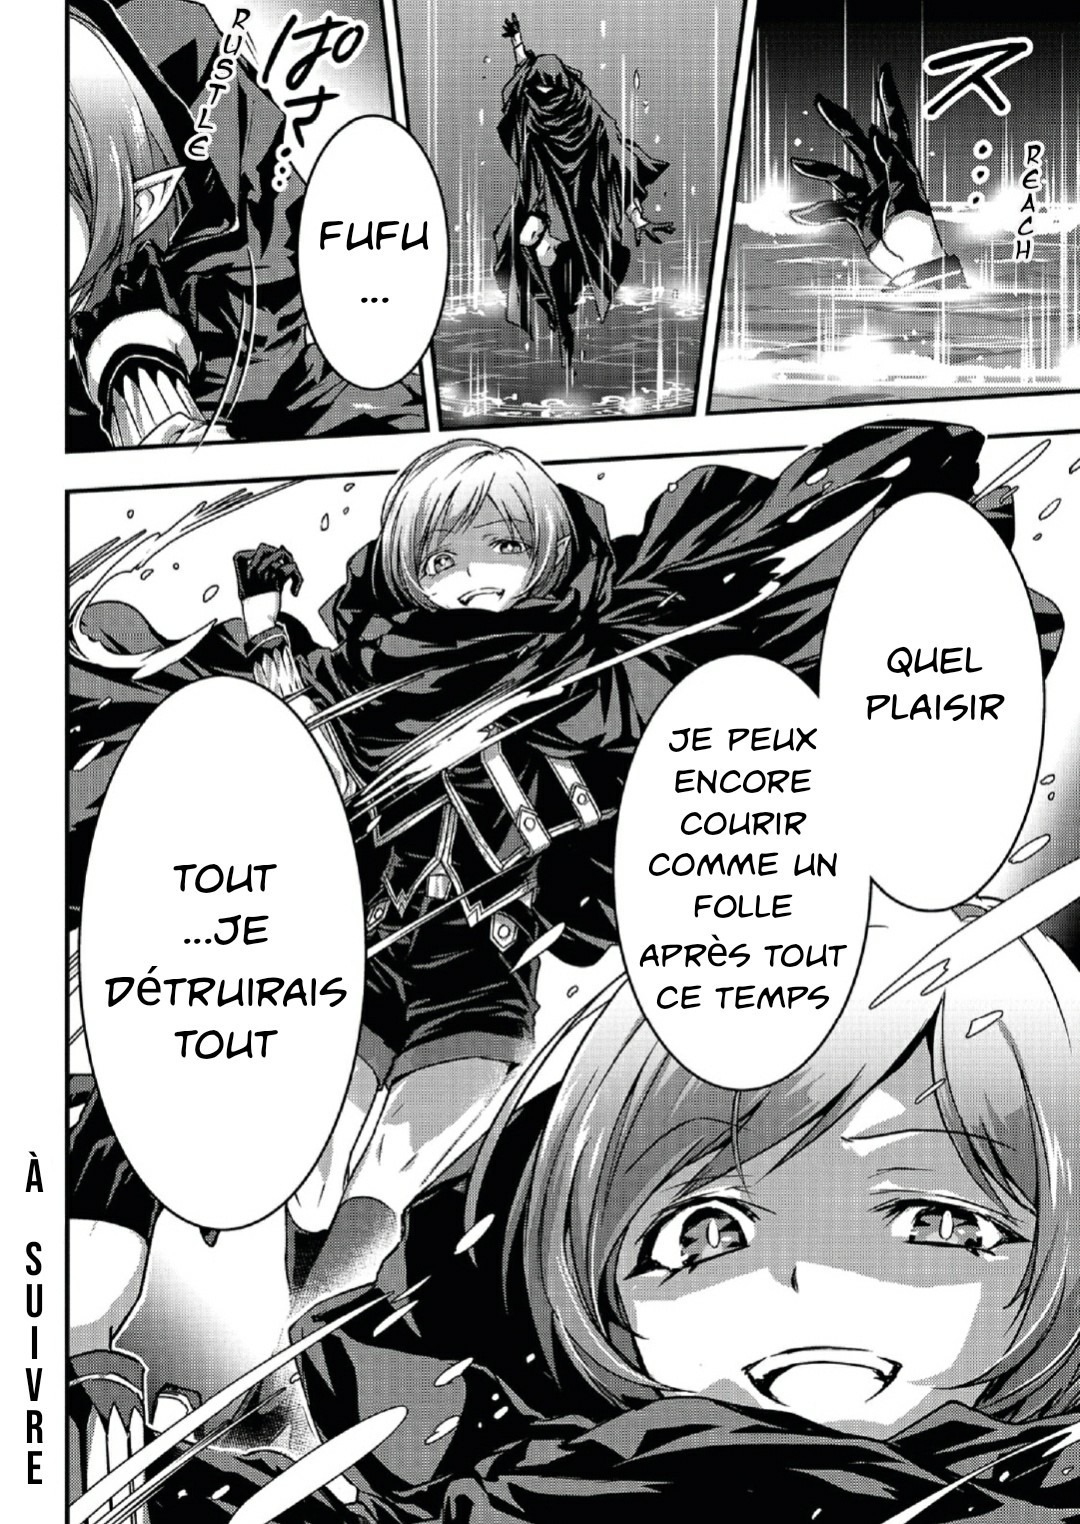 ス…
REACH
ぱさ…
RUSTLE
FUFU
...
QUEL
PLAISIR
JE PEUX
ENCORE
COURIR
COMME UN
FOLLE
APRÈS TOUT
CE TEMPS
TOUT
...JE
DÉTRUIRAIS
TOUT
À SUIVRE